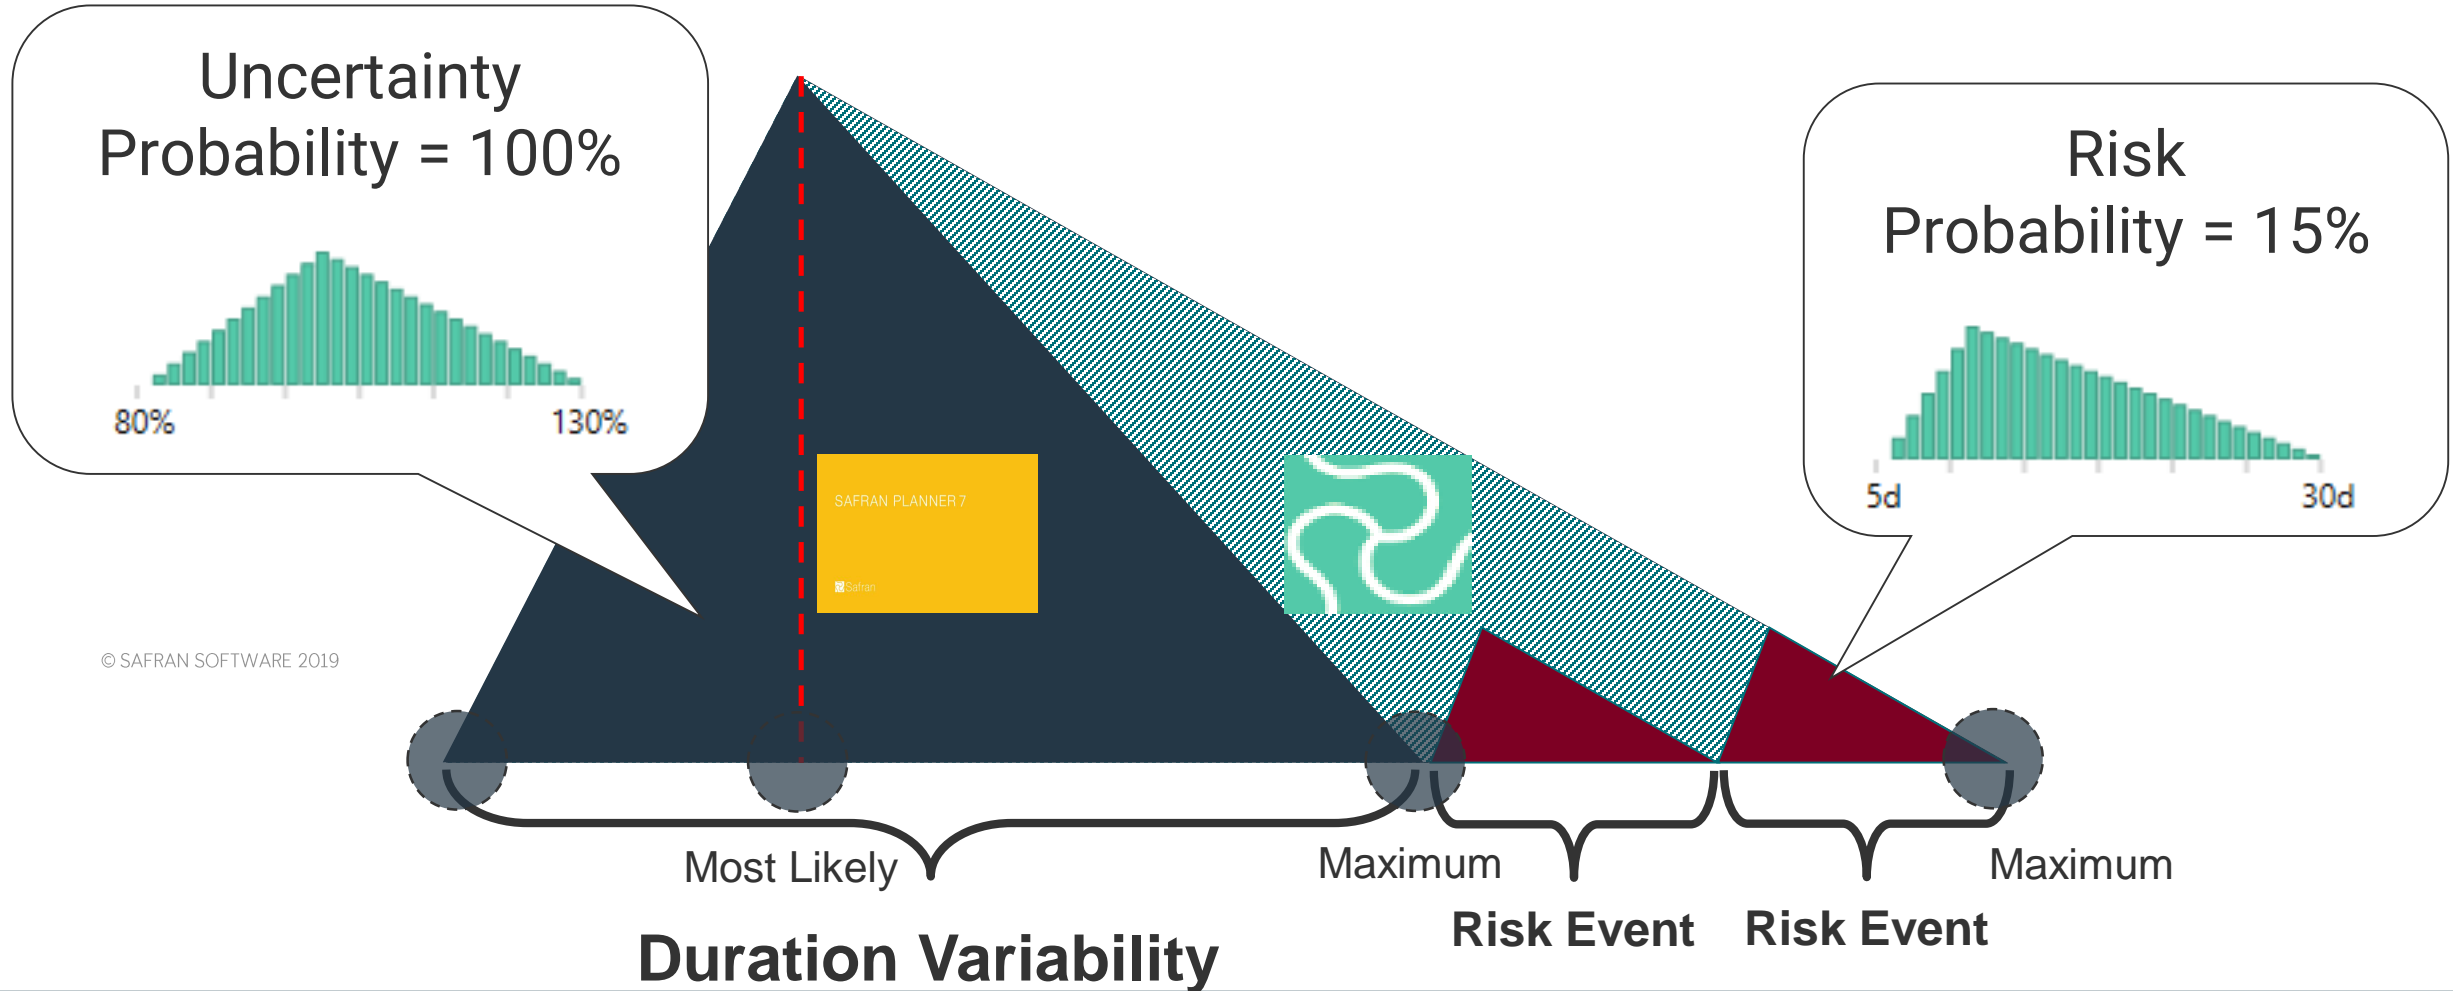 Uncertainty
Probability = 100%
80%
130%
Risk
Probability = 15%
5d
30d
SAFRAN PLANNER 7
Safran
© SAFRAN SOFTWARE 2019
Most Likely
Maximum
Maximum
Risk Event
Risk Event
Duration Variability